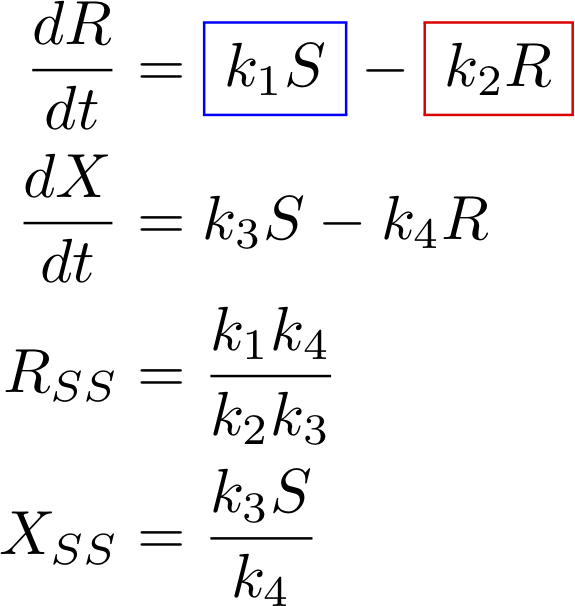 dR/dt = k₁S − k₂R
dX/dt = k₃S − k₄R
R_SS = k₁k₄/k₂k₃
X_SS = k₃S/k₄